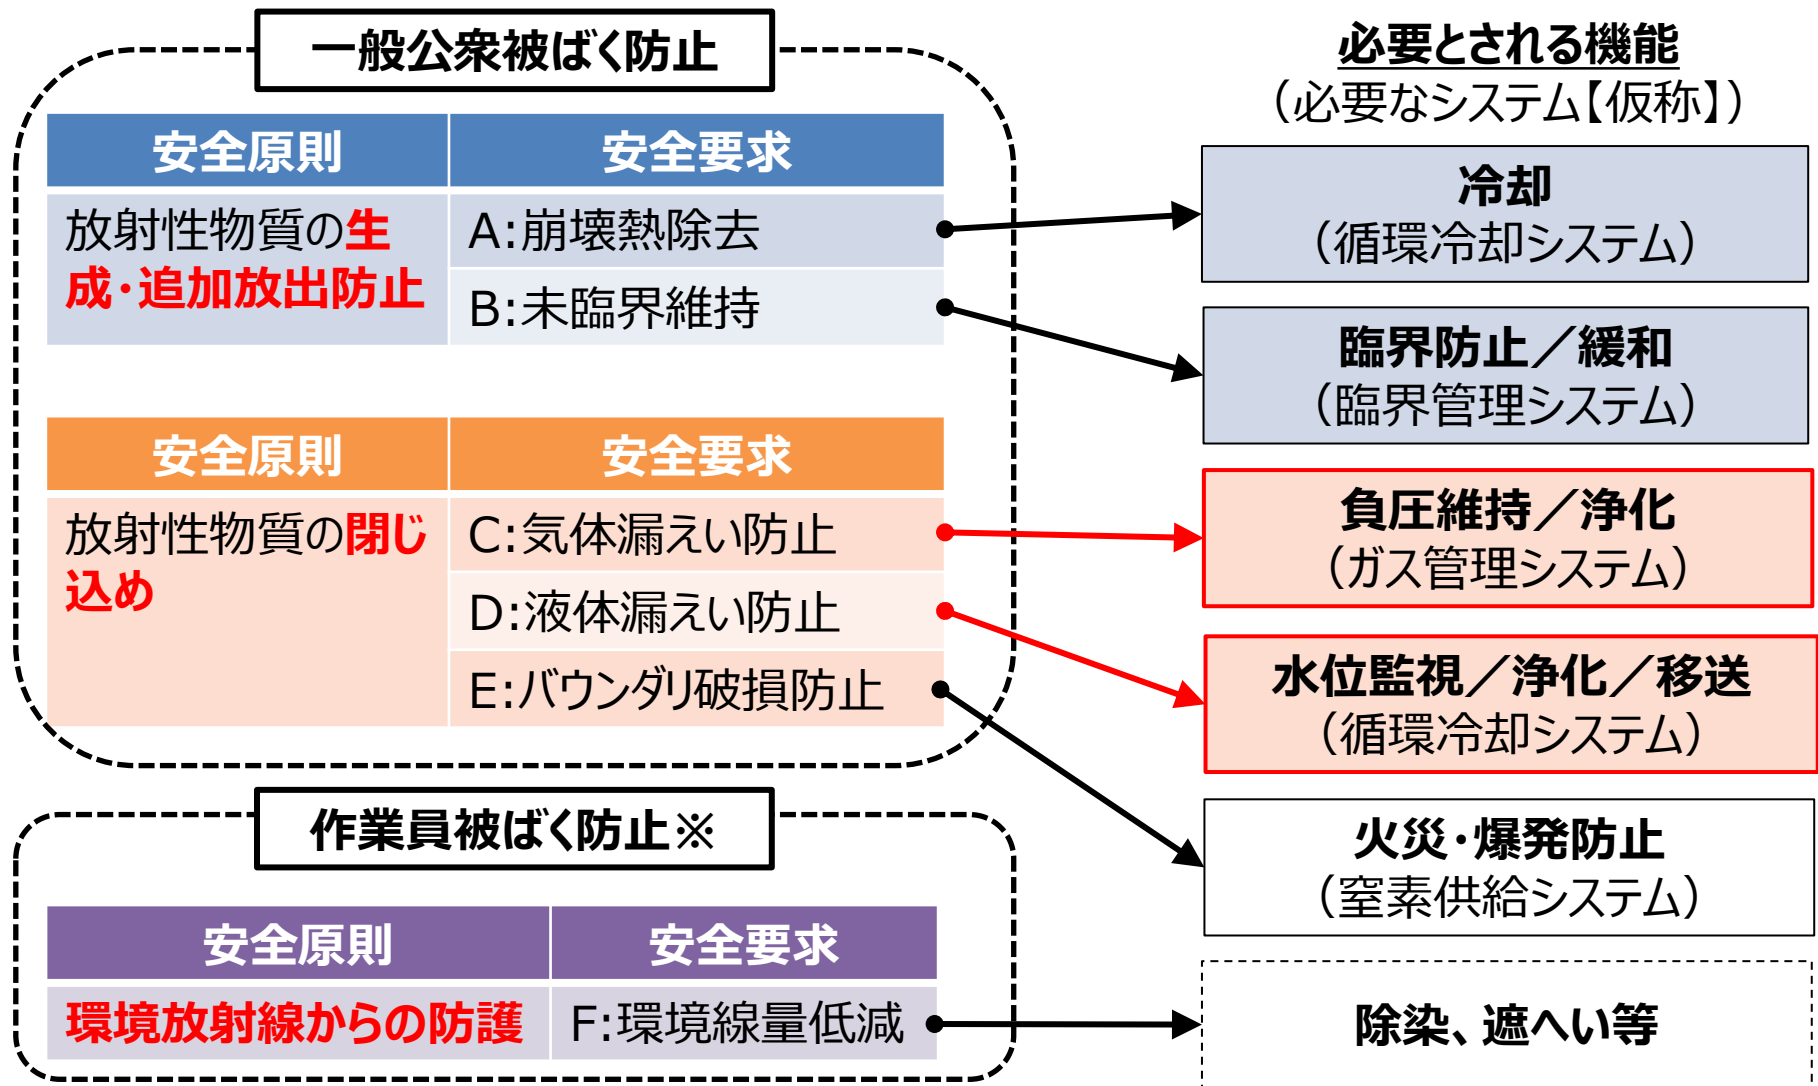 一般公衆被ばく防止
安全原則
安全要求
放射性物質の生
成・追加放出防止
A:崩壊熱除去
B:未臨界維持
安全原則
安全要求
放射性物質の閉じ
込め
C:気体漏えい防止
D:液体漏えい防止
E:バウンダリ破損防止
作業員被ばく防止※
安全原則
安全要求
環境放射線からの防護
F:環境線量低減
必要とされる機能
（必要なシステム【仮称】）
冷却
（循環冷却システム）
臨界防止／緩和
（臨界管理システム）
負圧維持／浄化
（ガス管理システム）
水位監視／浄化／移送
（循環冷却システム）
火災・爆発防止
（窒素供給システム）
除染、遮へい等